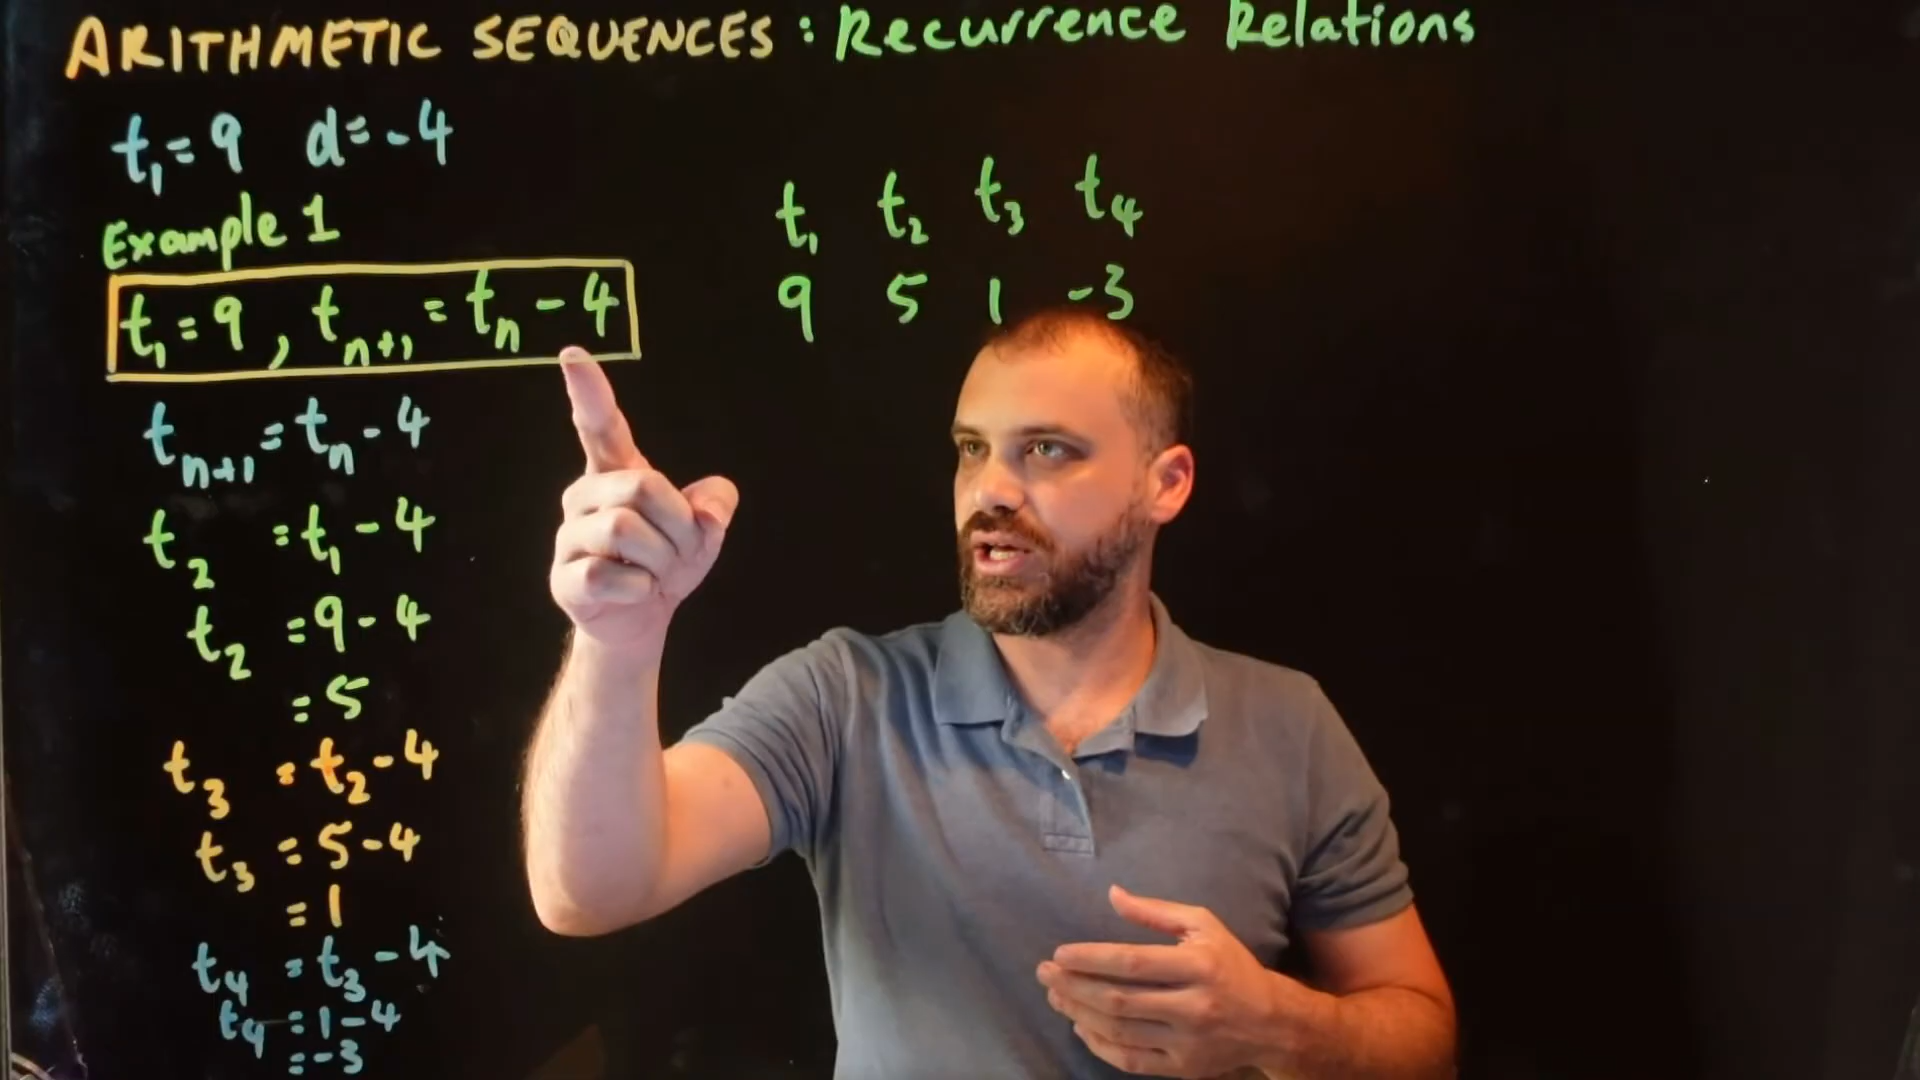 ARITHMETIC SEQUENCES : Recurrence Relations
t₁ = 9 d = -4
Example 1
t₁ = 9 , tₙ₊₁ = tₙ - 4
tₙ₊₁ = tₙ - 4
t₂ = t₁ - 4
t₂ = 9 - 4
= 5
t₃ = t₂ - 4
t₃ = 5 - 4
= 1
t₄ = t₃ - 4
t₄ = 1 - 4
= -3
t₁ t₂ t₃ t₄
9 5 1 -3